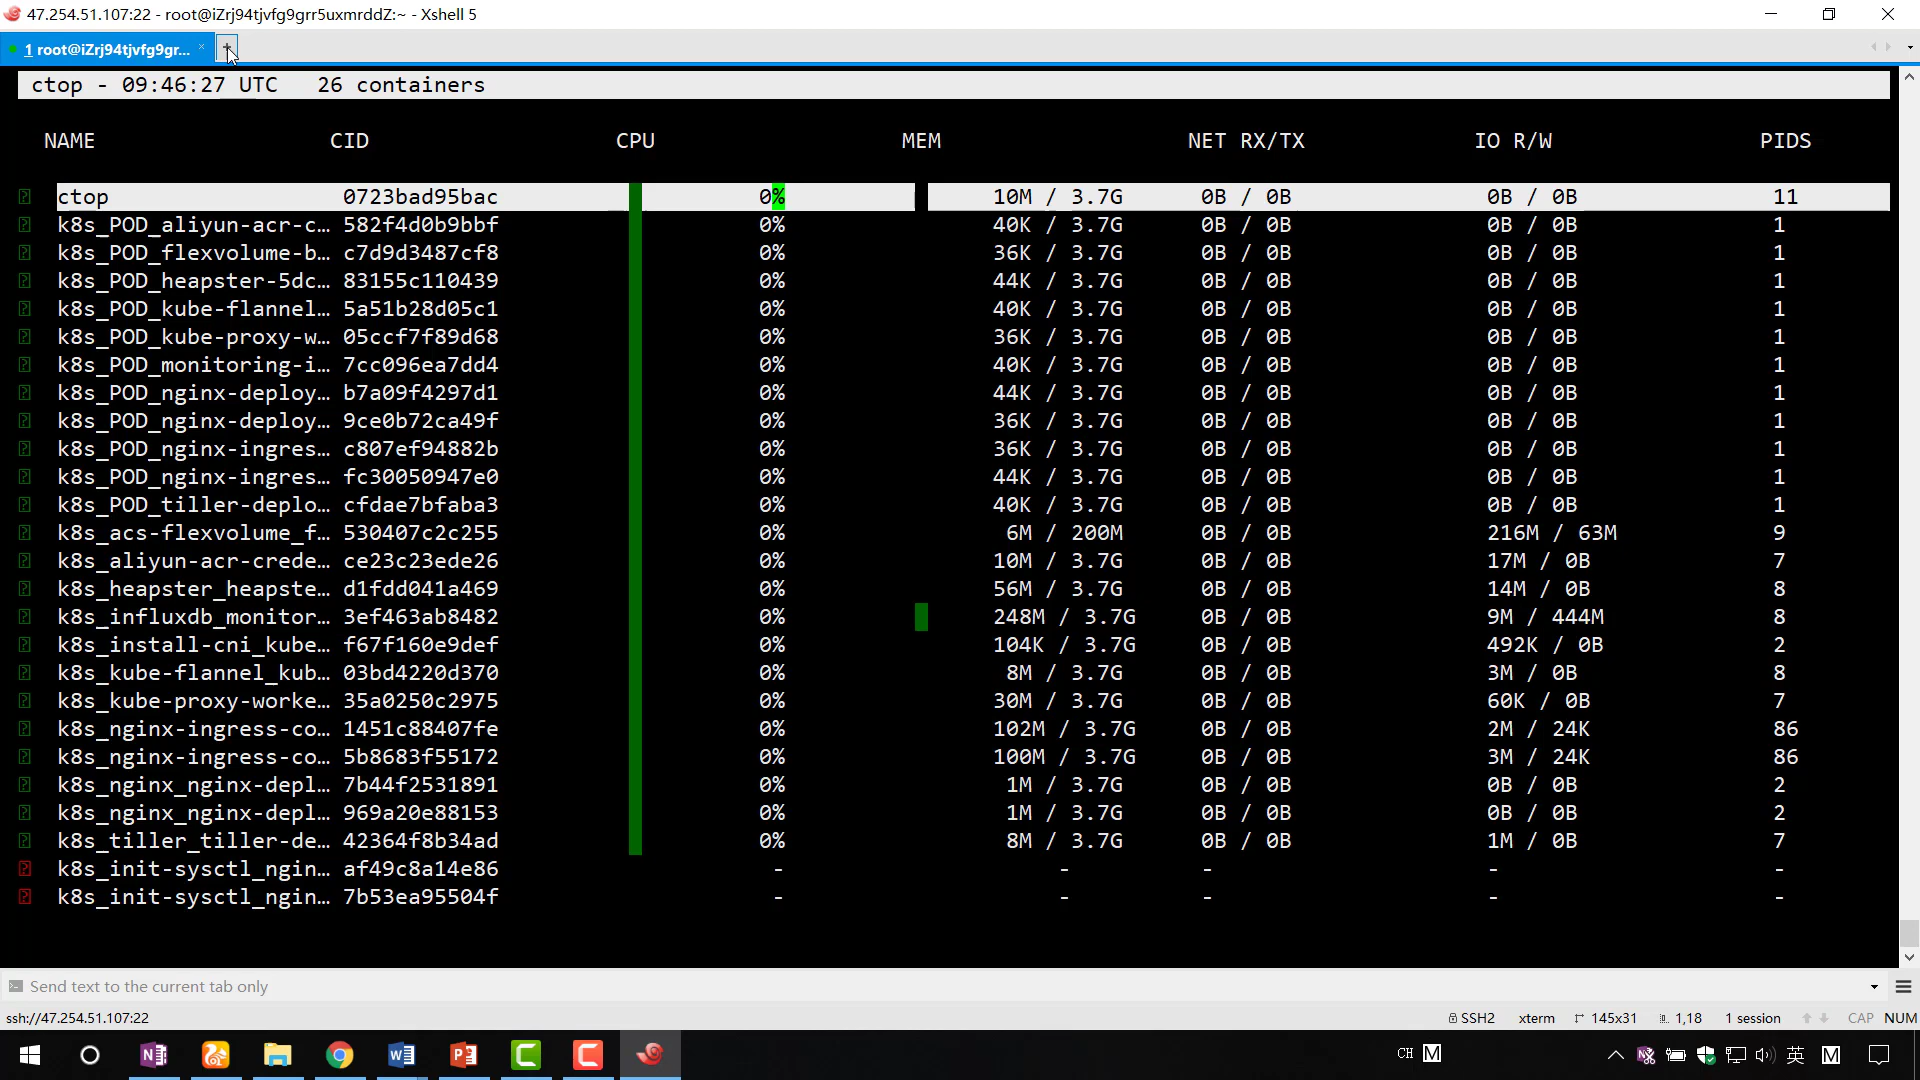 47.254.51.107:22 - root@iZrj94tjvfg9grr5uxmrddZ:~ - Xshell 5
1 root@iZrj94tjvfg9gr...
ctop - 09:46:27 UTC   26 containers
NAME CID CPU MEM NET RX/TX IO R/W PIDS
ctop 0723bad95bac 0% 10M / 3.7G 0B / 0B 0B / 0B 11
k8s_POD_aliyun-acr-c… 582f4d0b9bbf 0% 40K / 3.7G 0B / 0B 0B / 0B 1
k8s_POD_flexvolume-b… c7d9d3487cf8 0% 36K / 3.7G 0B / 0B 0B / 0B 1
k8s_POD_heapster-5dc… 83155c110439 0% 44K / 3.7G 0B / 0B 0B / 0B 1
k8s_POD_kube-flannel… 5a51b28d05c1 0% 40K / 3.7G 0B / 0B 0B / 0B 1
k8s_POD_kube-proxy-w… 05ccf7f89d68 0% 36K / 3.7G 0B / 0B 0B / 0B 1
k8s_POD_monitoring-i… 7cc096ea7dd4 0% 40K / 3.7G 0B / 0B 0B / 0B 1
k8s_POD_nginx-deploy… b7a09f4297d1 0% 44K / 3.7G 0B / 0B 0B / 0B 1
k8s_POD_nginx-deploy… 9ce0b72ca49f 0% 36K / 3.7G 0B / 0B 0B / 0B 1
k8s_POD_nginx-ingres… c807ef94882b 0% 36K / 3.7G 0B / 0B 0B / 0B 1
k8s_POD_nginx-ingres… fc30050947e0 0% 44K / 3.7G 0B / 0B 0B / 0B 1
k8s_POD_tiller-deplo… cfdae7bfaba3 0% 40K / 3.7G 0B / 0B 0B / 0B 1
k8s_acs-flexvolume_f… 530407c2c255 0% 6M / 200M 0B / 0B 216M / 63M 9
k8s_aliyun-acr-crede… ce23c23ede26 0% 10M / 3.7G 0B / 0B 17M / 0B 7
k8s_heapster_heapste… d1fdd041a469 0% 56M / 3.7G 0B / 0B 14M / 0B 8
k8s_influxdb_monitor… 3ef463ab8482 0% 248M / 3.7G 0B / 0B 9M / 444M 8
k8s_install-cni_kube… f67f160e9def 0% 104K / 3.7G 0B / 0B 492K / 0B 2
k8s_kube-flannel_kub… 03bd4220d370 0% 8M / 3.7G 0B / 0B 3M / 0B 8
k8s_kube-proxy-worke… 35a0250c2975 0% 30M / 3.7G 0B / 0B 60K / 0B 7
k8s_nginx-ingress-co… 1451c88407fe 0% 102M / 3.7G 0B / 0B 2M / 24K 86
k8s_nginx-ingress-co… 5b8683f55172 0% 100M / 3.7G 0B / 0B 3M / 24K 86
k8s_nginx_nginx-depl… 7b44f2531891 0% 1M / 3.7G 0B / 0B 0B / 0B 2
k8s_nginx_nginx-depl… 969a20e88153 0% 1M / 3.7G 0B / 0B 0B / 0B 2
k8s_tiller_tiller-de… 42364f8b34ad 0% 8M / 3.7G 0B / 0B 1M / 0B 7
k8s_init-sysctl_ngin… af49c8a14e86 - - - - -
k8s_init-sysctl_ngin… 7b53ea95504f - - - - -
Send text to the current tab only
ssh://47.254.51.107:22 SSH2 xterm 145x31 1,18 1 session CAP NUM
CH M 英 M